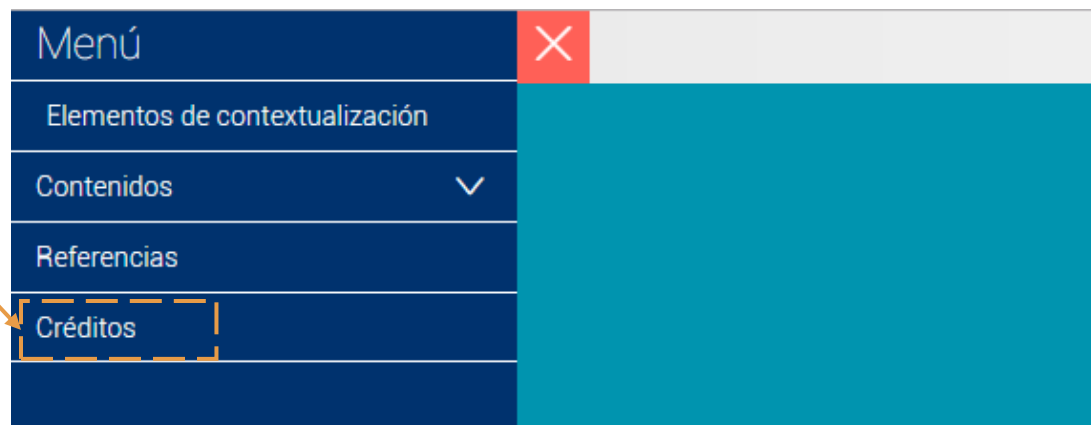 Menú
Elementos de contextualización
Contenidos
Referencias
Créditos